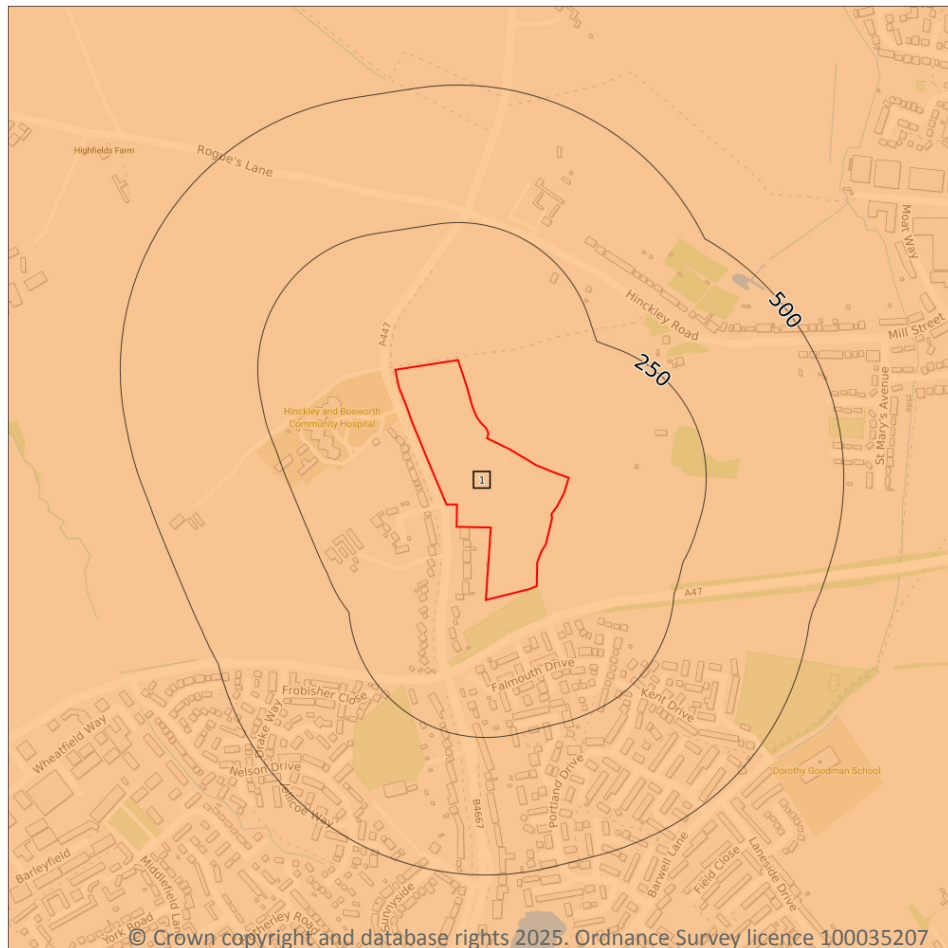 Highfields Farm
Rogue's Lane
Moat Way
A447
Hinckley Road
500
Mill Street
250
St Mary's Avenue
Hinckley and Bosworth
Community Hospital
1
A47
Falmouth Drive
Frobisher Close
Kent Drive
Drake Way
Wheatfield Way
Nelson Drive
Portland Drive
Dorothy Goodman School
B4667
Barleyfield
Middlefield Lane
Sunnyside
Barwell Lane
Field Close
Laneside Drive
York Road
© Crown copyright and database rights 2025. Ordnance Survey licence 100035207